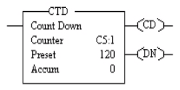 CTD
Count Down
(CD)
Counter C5:1
Preset 120
(DN)
Accum 0